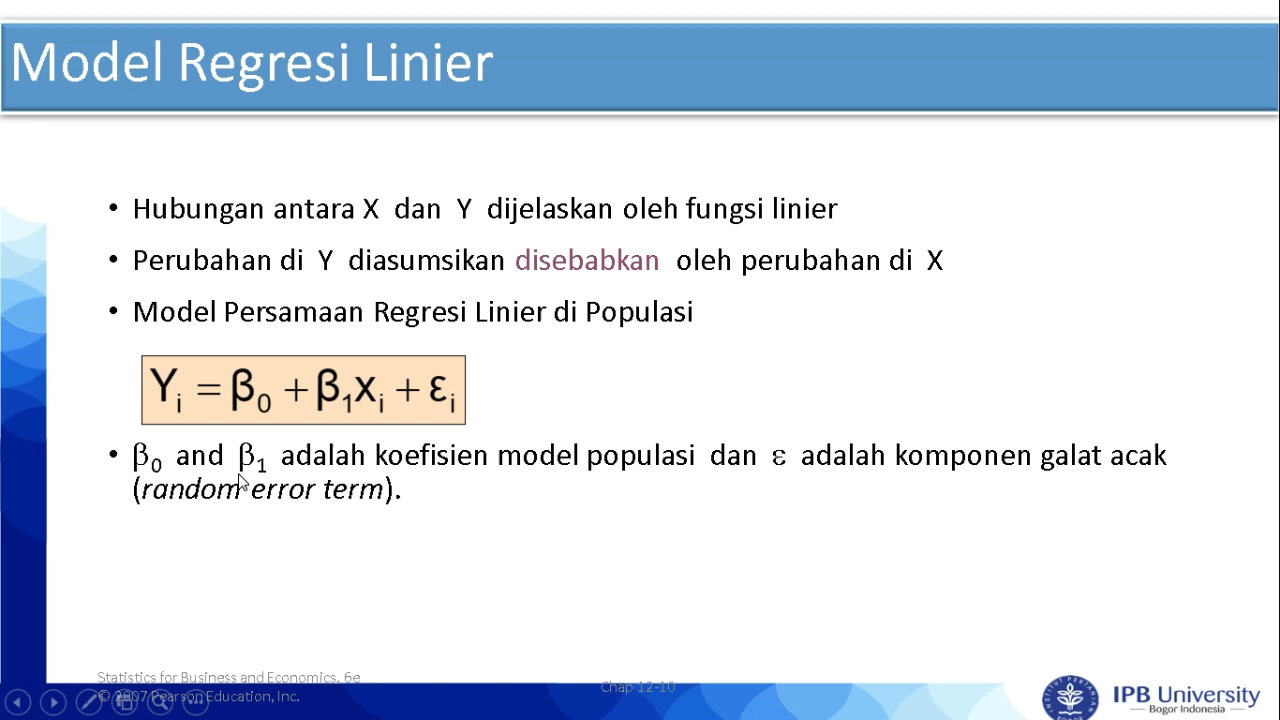 Model Regresi Linier
• Hubungan antara X dan Y dijelaskan oleh fungsi linier
• Perubahan di Y diasumsikan disebabkan oleh perubahan di X
• Model Persamaan Regresi Linier di Populasi
Yᵢ = β₀ + β₁xᵢ + εᵢ
• β₀ and β₁ adalah koefisien model populasi dan ε adalah komponen galat acak
(random error term).
Statistics for Business and Economics, 6e
© 2007 Pearson Education, Inc.
Chap 12-10
IPB University
Bogor Indonesia